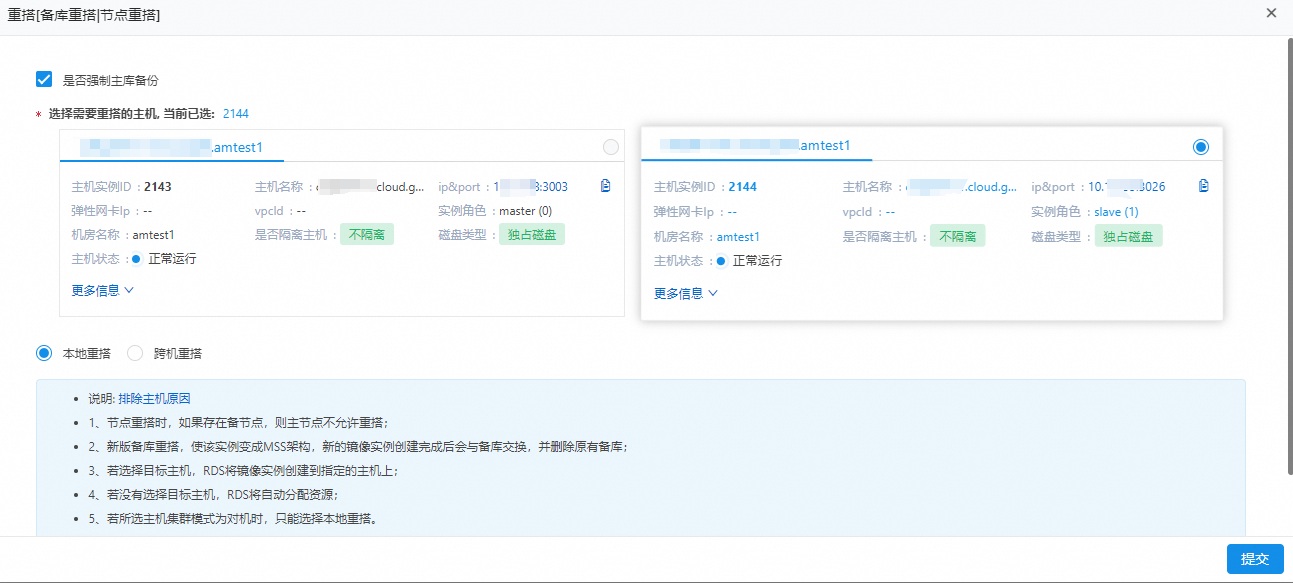 重搭[备库重搭|节点重搭]
是否强制主库备份
* 选择需要重搭的主机, 当前已选: 2144
.amtest1
主机实例ID : 2143 主机名称 : cloud.g... ip&port : :3003
弹性网卡Ip : -- vpcId : -- 实例角色 : master (0)
机房名称 : amtest1 是否隔离主机 : 不隔离 磁盘类型 : 独占磁盘
主机状态 : 正常运行
更多信息
.amtest1
主机实例ID : 2144 主机名称 : .cloud.g... ip&port : 10. 3026
弹性网卡Ip : -- vpcId : -- 实例角色 : slave (1)
机房名称 : amtest1 是否隔离主机 : 不隔离 磁盘类型 : 独占磁盘
主机状态 : 正常运行
更多信息
本地重搭 跨机重搭
• 说明: 排除主机原因
• 1、节点重搭时，如果存在备节点，则主节点不允许重搭；
• 2、新版备库重搭，使该实例变成MSS架构，新的镜像实例创建完成后会与备库交换，并删除原有备库；
• 3、若选择目标主机，RDS将镜像实例创建到指定的主机上；
• 4、若没有选择目标主机，RDS将自动分配资源；
• 5、若所选主机集群模式为对机时，只能选择本地重搭。
提交